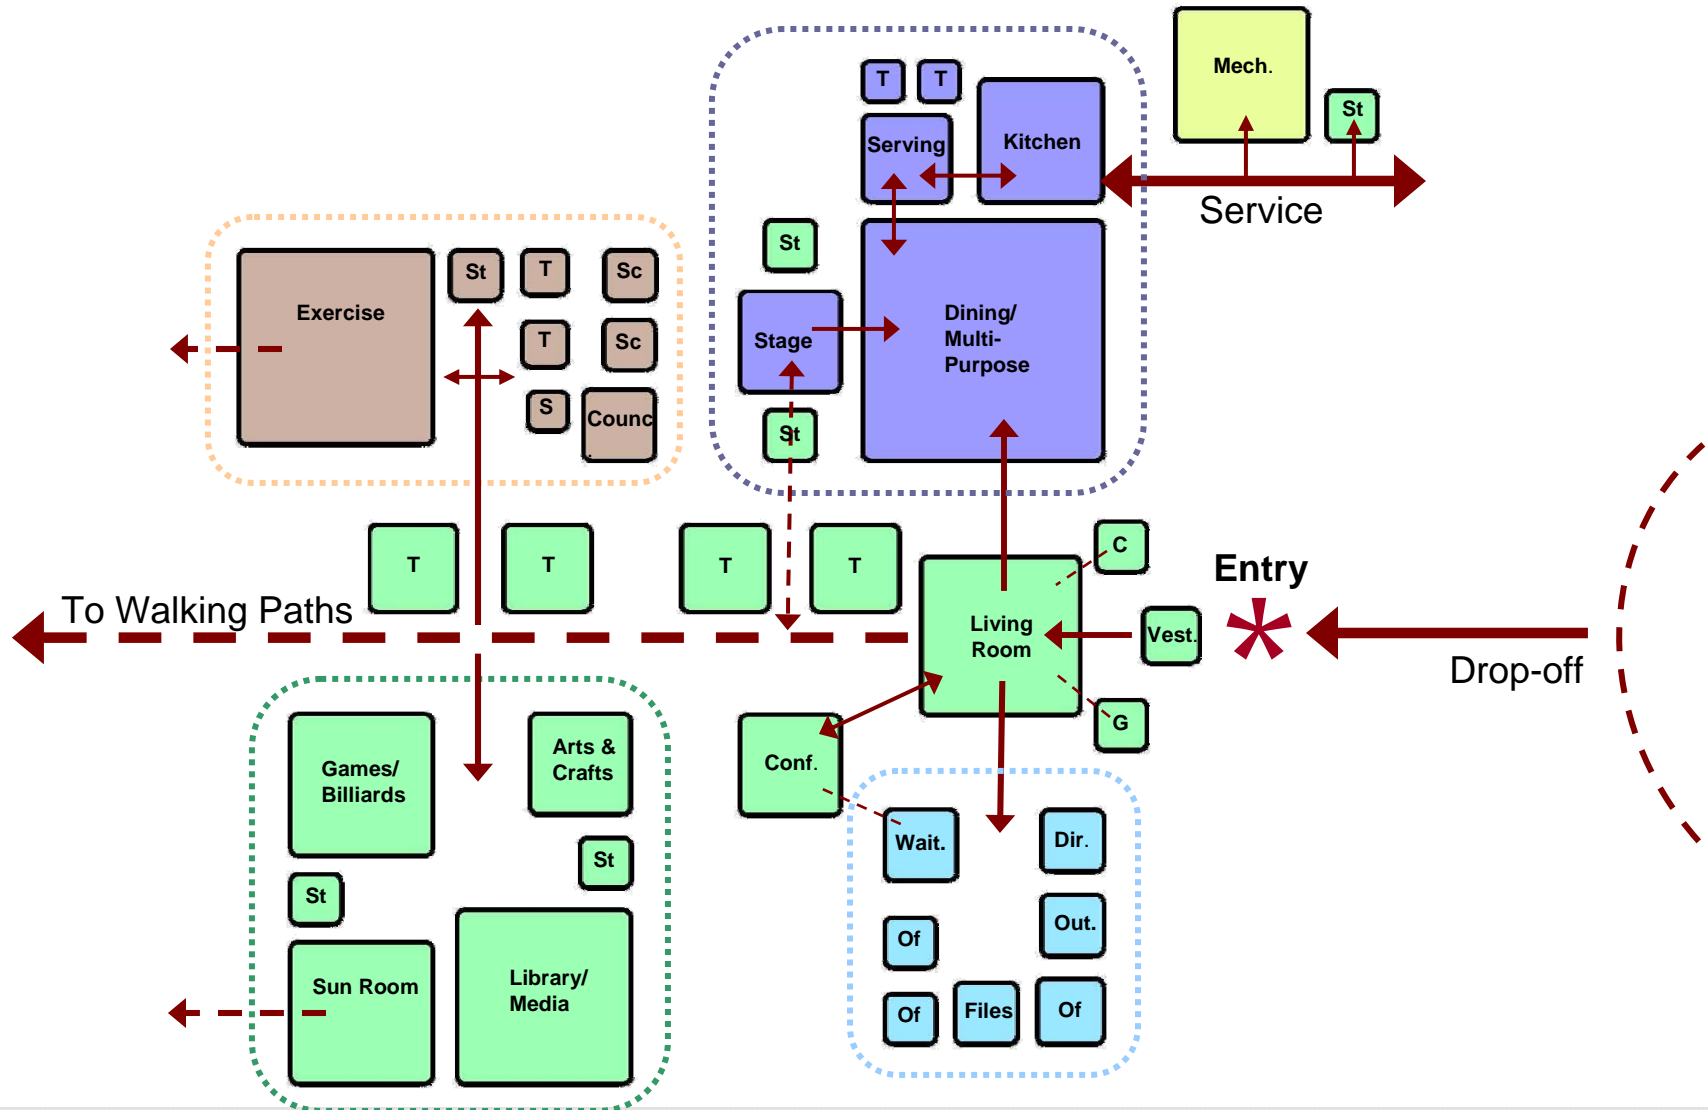 Mech.
T
T
St
Serving
Kitchen
Service
St
St
T
Sc
Exercise
Dining/
Multi-
Purpose
Stage
T
Sc
S
Counc
.
St
T
T
T
T
C
Entry
To Walking Paths
Living
Room
Vest.
Drop-off
G
Games/
Billiards
Arts &
Crafts
Conf.
Wait.
Dir.
St
St
Of
Out.
Sun Room
Library/
Media
Of
Files
Of